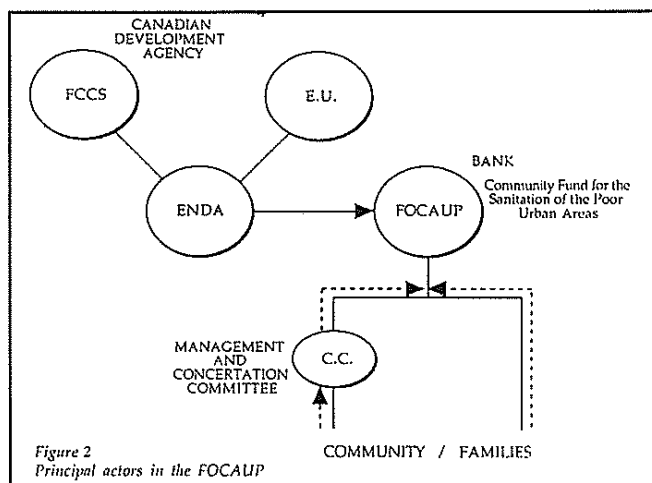 CANADIAN
DEVELOPMENT
AGENCY
FCCS
E.U.
ENDA
FOCAUP
BANK
Community Fund for the
Sanitation of the Poor
Urban Areas
MANAGEMENT
AND
CONCERTATION
COMMITTEE
C.C.
COMMUNITY / FAMILIES
Figure 2
Principal actors in the FOCAUP